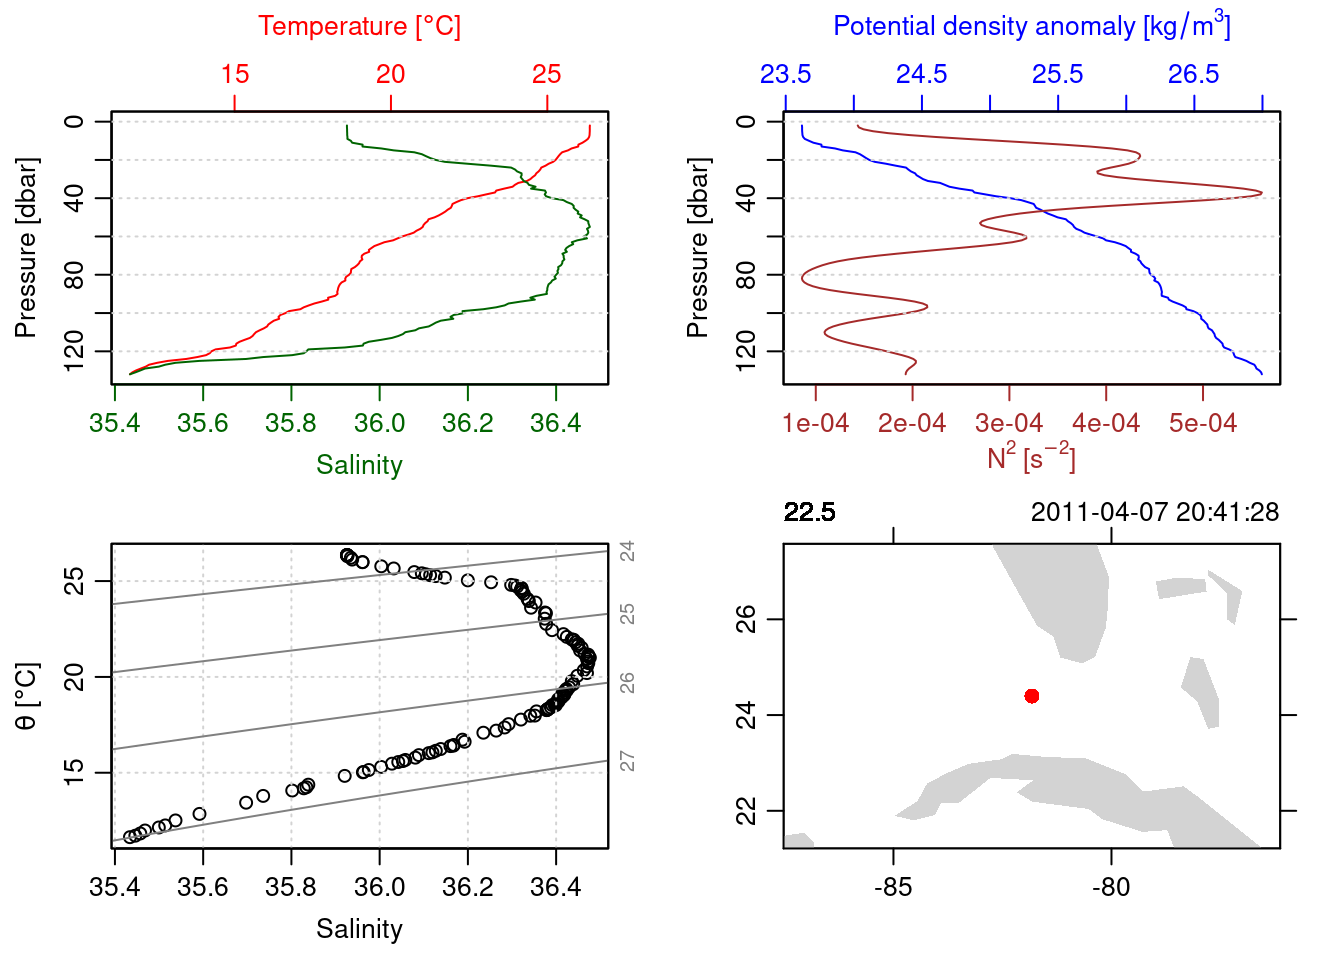 Temperature [°C]
15 20 25
0
40
80
120
Pressure [dbar]
35.4 35.6 35.8 36.0 36.2 36.4
Salinity
Potential density anomaly [kg/m³]
23.5 24.5 25.5 26.5
0
40
80
120
Pressure [dbar]
1e-04 2e-04 3e-04 4e-04 5e-04
N² [s⁻²]
25
20
15
θ [°C]
24
25
26
27
35.4 35.6 35.8 36.0 36.2 36.4
Salinity
22.5 2011-04-07 20:41:28
26
24
22
-85 -80